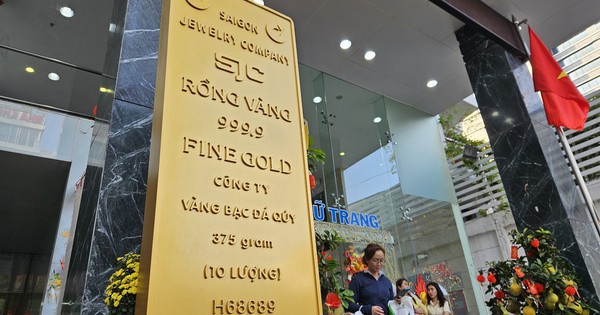 SAIGON
JEWELRY COMPANY
SJC
RỒNG VÀNG
999,9
FINE GOLD
CÔNG TY
VÀNG BẠC ĐÁ QÚY
375 gram
(10 LƯỢNG)
H68689
Ữ TRANG